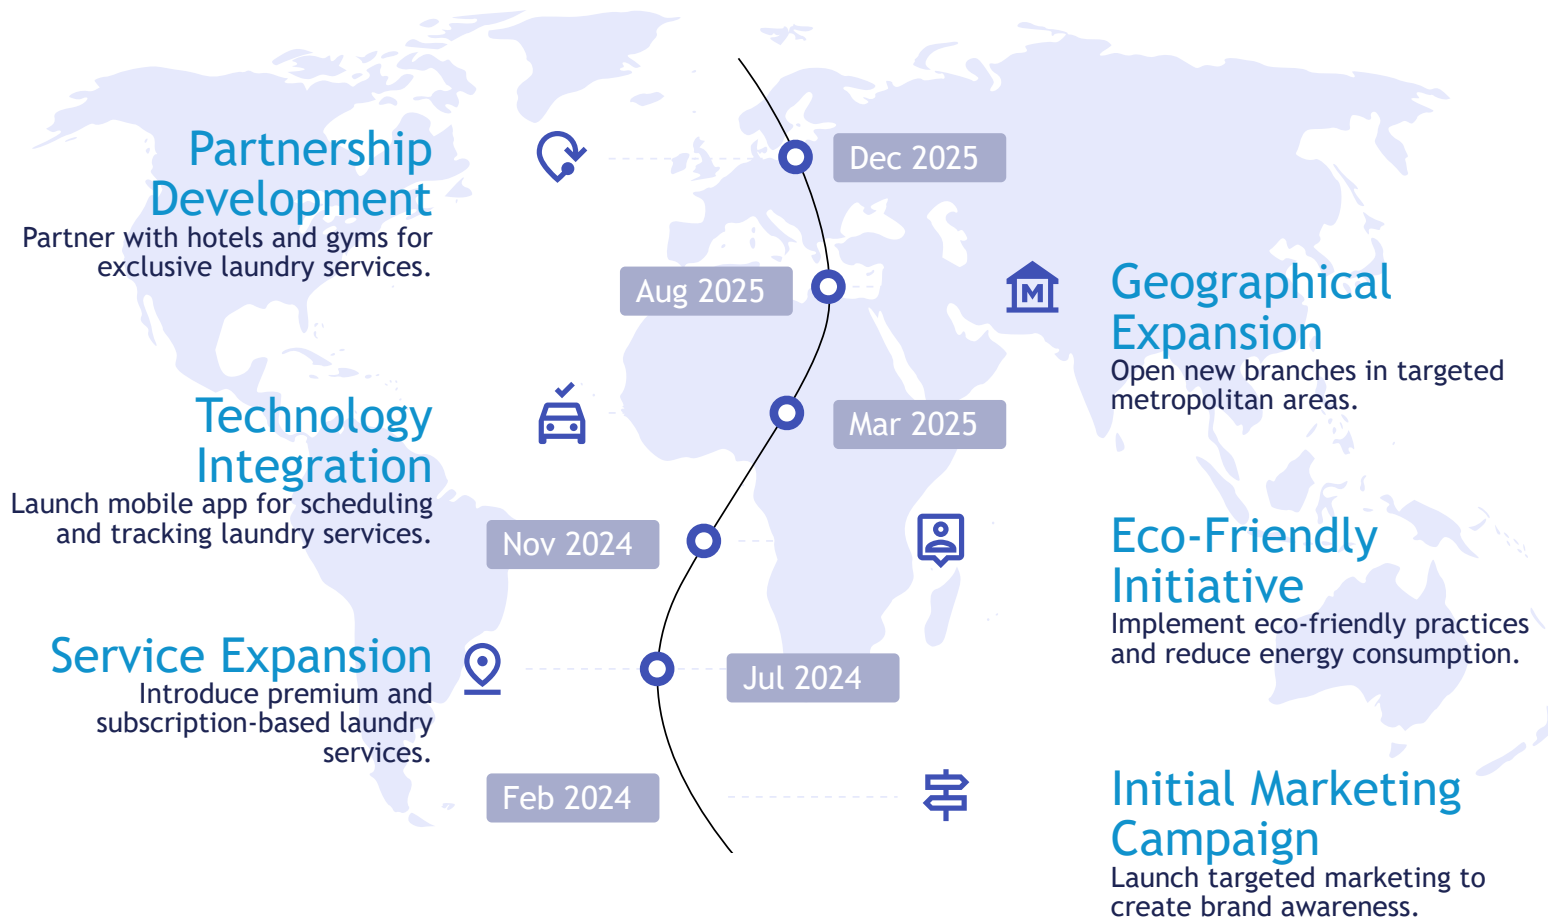 Partnership
Development
Partner with hotels and gyms for
exclusive laundry services.
Dec 2025
Aug 2025
Geographical
Expansion
Open new branches in targeted
metropolitan areas.
Technology
Integration
Launch mobile app for scheduling
and tracking laundry services.
Mar 2025
Nov 2024
Eco-Friendly
Initiative
Implement eco-friendly practices
and reduce energy consumption.
Service Expansion
Introduce premium and
subscription-based laundry
services.
Jul 2024
Feb 2024
Initial Marketing
Campaign
Launch targeted marketing to
create brand awareness.
M